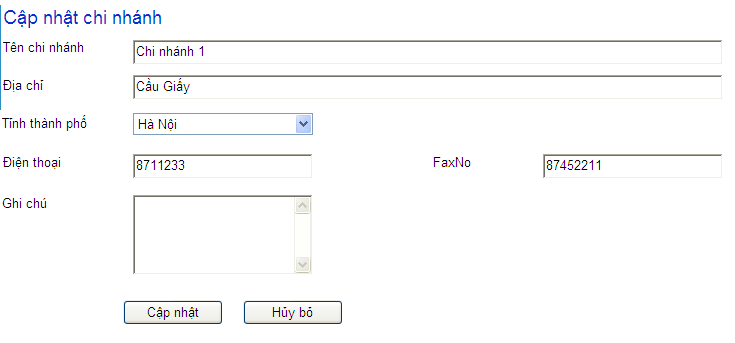 Cập nhật chi nhánh
Tên chi nhánh Chi nhánh 1
Địa chỉ Cầu Giấy
Tỉnh thành phố Hà Nội
Điện thoại 8711233 FaxNo 87452211
Ghi chú
Cập nhật Hủy bỏ